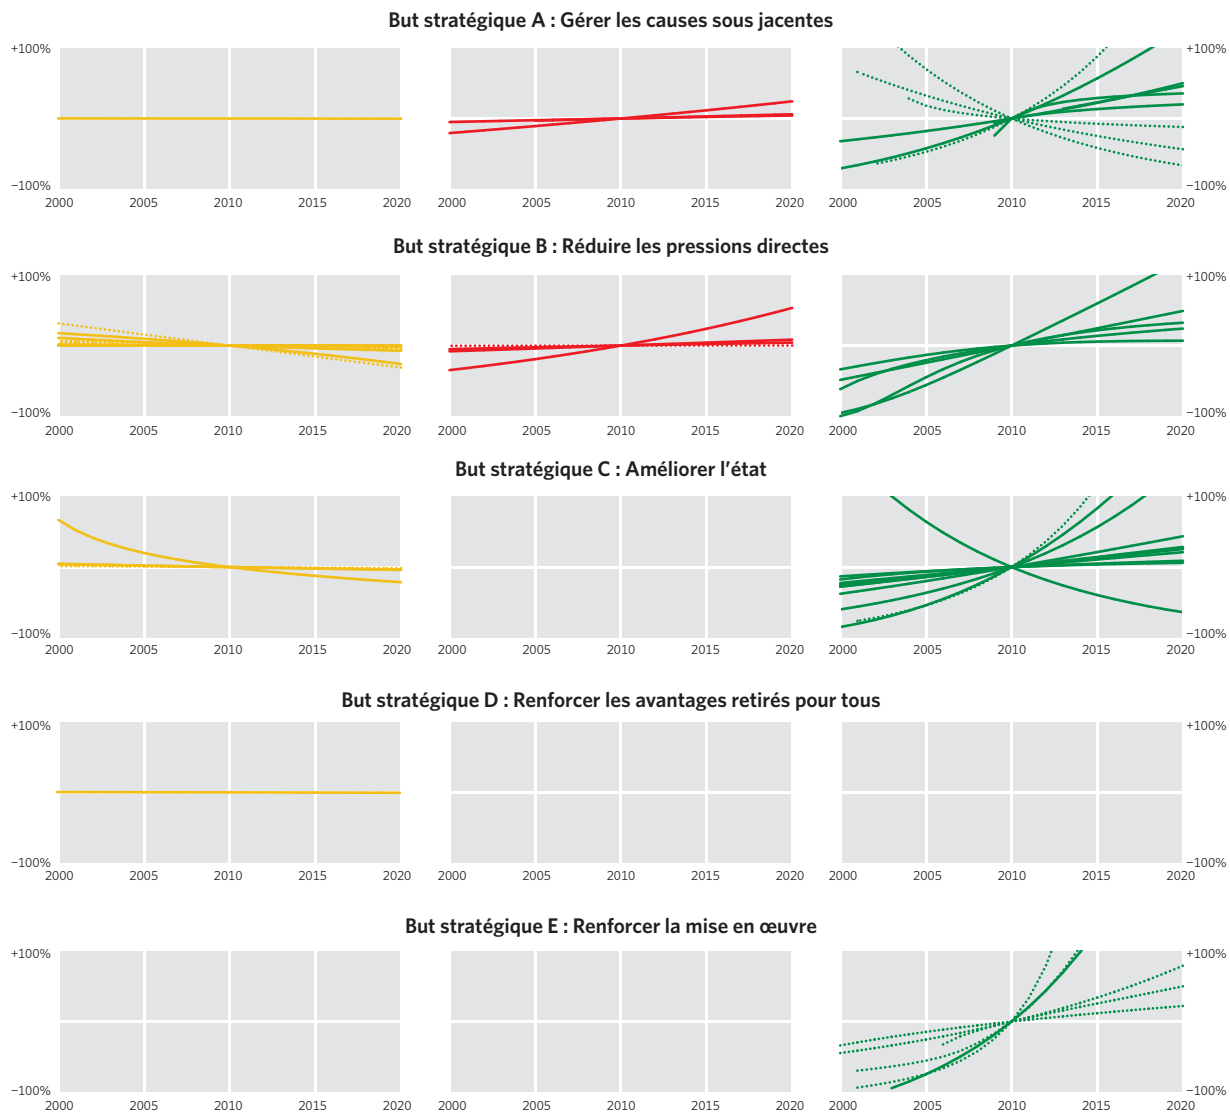 But stratégique A : Gérer les causes sous jacentes
+100% +100%
−100% −100%
2000 2005 2010 2015 2020 2000 2005 2010 2015 2020 2000 2005 2010 2015 2020
But stratégique B : Réduire les pressions directes
+100% +100%
−100% −100%
2000 2005 2010 2015 2020 2000 2005 2010 2015 2020 2000 2005 2010 2015 2020
But stratégique C : Améliorer l’état
+100% +100%
−100% −100%
2000 2005 2010 2015 2020 2000 2005 2010 2015 2020 2000 2005 2010 2015 2020
But stratégique D : Renforcer les avantages retirés pour tous
+100% +100%
−100% −100%
2000 2005 2010 2015 2020 2000 2005 2010 2015 2020 2000 2005 2010 2015 2020
But stratégique E : Renforcer la mise en œuvre
+100% +100%
−100% −100%
2000 2005 2010 2015 2020 2000 2005 2010 2015 2020 2000 2005 2010 2015 2020